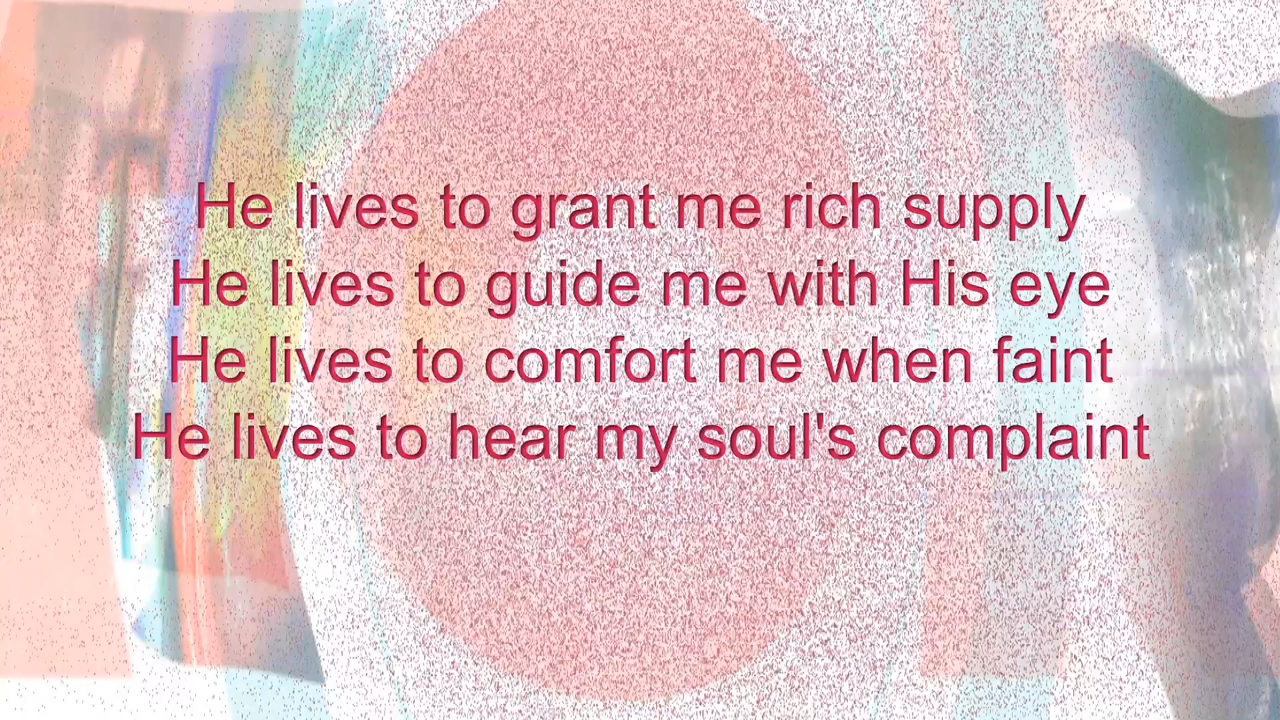 He lives to grant me rich supply
He lives to guide me with His eye
He lives to comfort me when faint
He lives to hear my soul's complaint